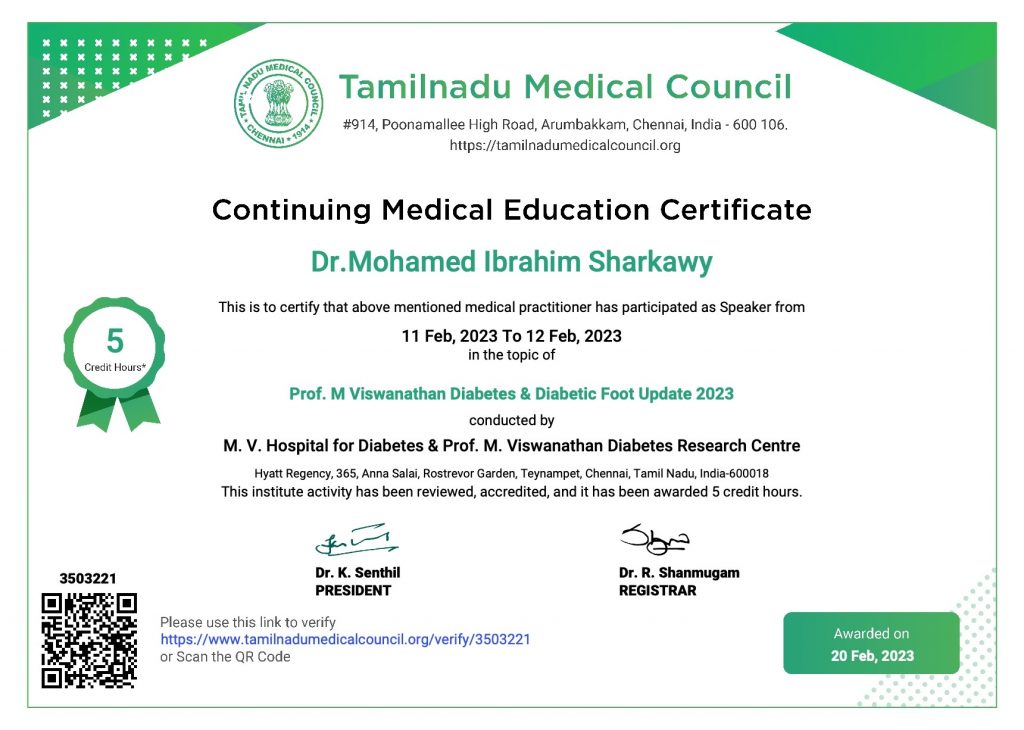 TAMIL NADU MEDICAL COUNCIL
* CHENNAI * 1914 *
Tamilnadu Medical Council
#914, Poonamallee High Road, Arumbakkam, Chennai, India - 600 106.
https://tamilnadumedicalcouncil.org
Continuing Medical Education Certificate
Dr.Mohamed Ibrahim Sharkawy
This is to certify that above mentioned medical practitioner has participated as Speaker from
11 Feb, 2023 To 12 Feb, 2023
in the topic of
5
Credit Hours*
Prof. M Viswanathan Diabetes & Diabetic Foot Update 2023
conducted by
M. V. Hospital for Diabetes & Prof. M. Viswanathan Diabetes Research Centre
Hyatt Regency, 365, Anna Salai, Rostrevor Garden, Teynampet, Chennai, Tamil Nadu, India-600018
This institute activity has been reviewed, accredited, and it has been awarded 5 credit hours.
Dr. K. Senthil
PRESIDENT
Dr. R. Shanmugam
REGISTRAR
3503221
Please use this link to verify
https://www.tamilnadumedicalcouncil.org/verify/3503221
or Scan the QR Code
Awarded on
20 Feb, 2023